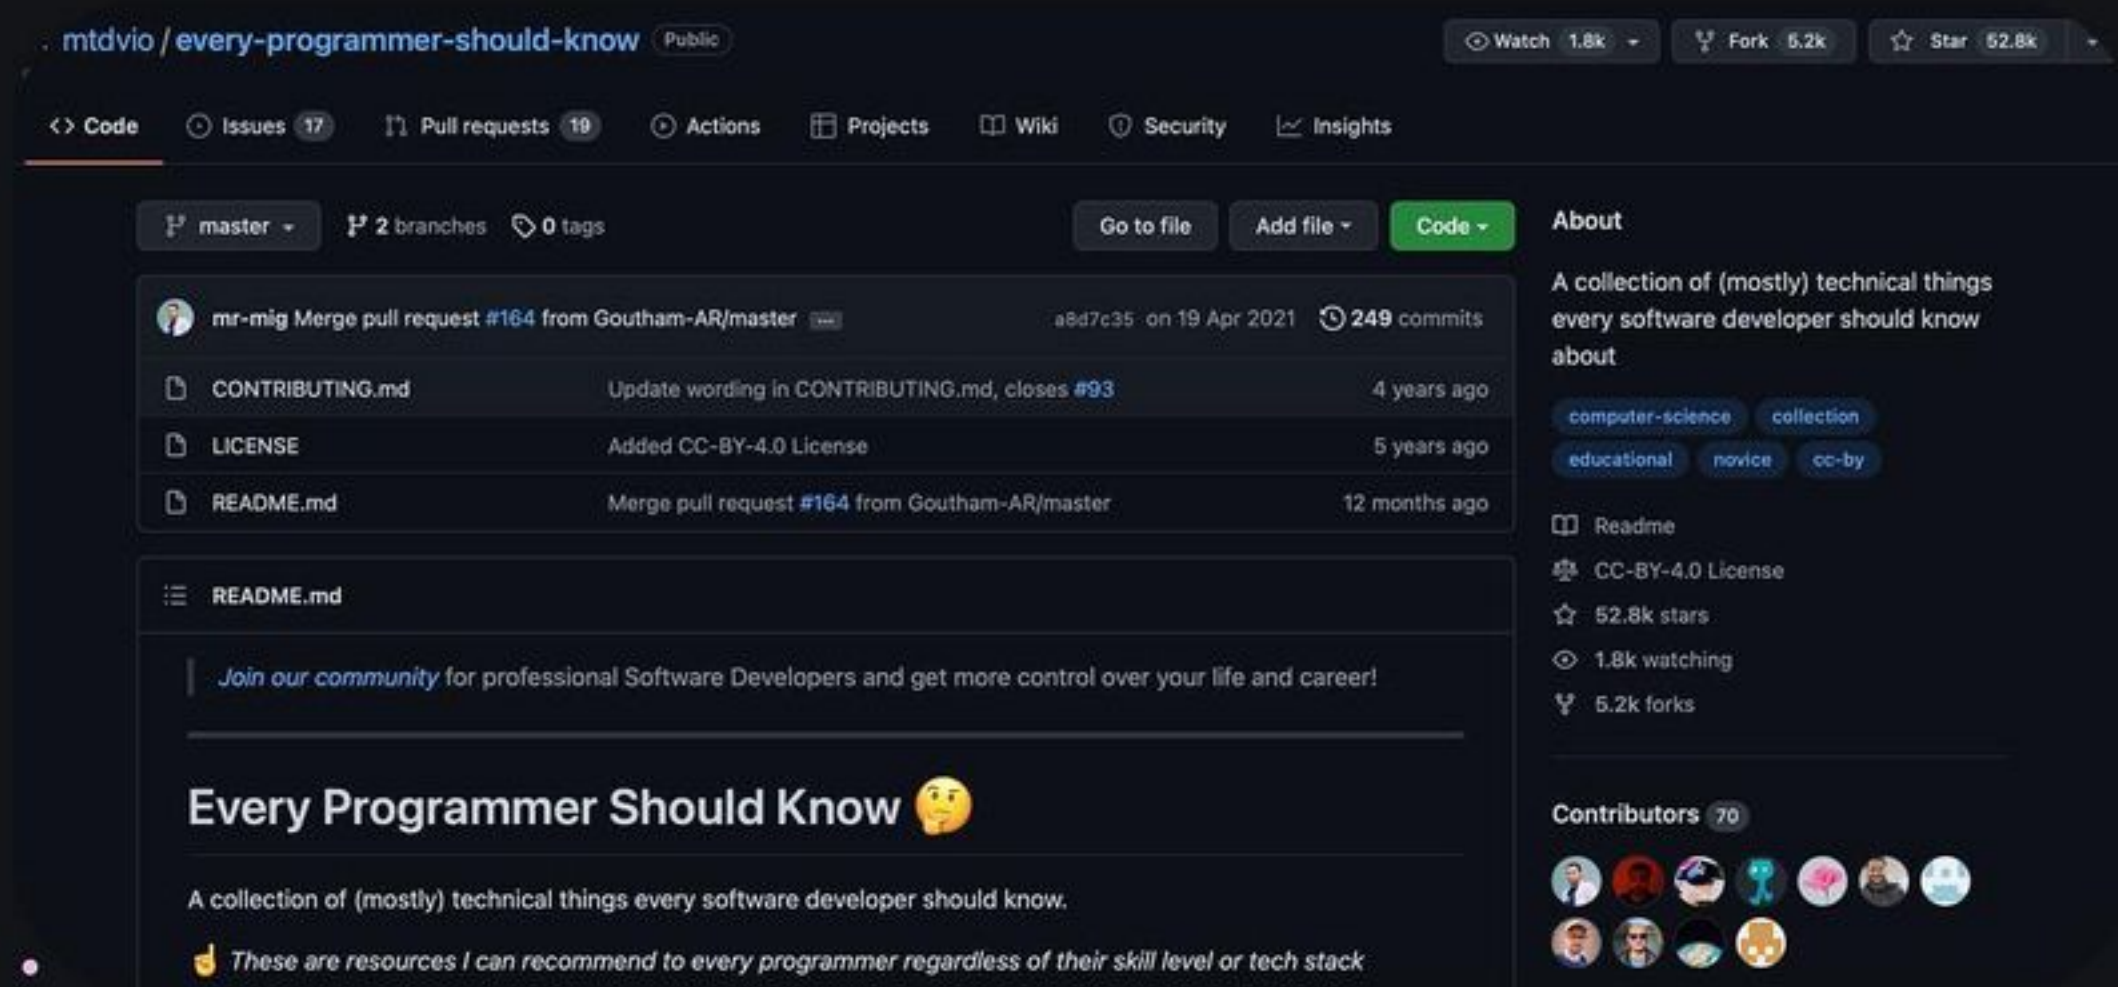 mtdvio / every-programmer-should-know Public
Watch 1.8k Fork 5.2k Star 52.8k
<> Code Issues 17 Pull requests 19 Actions Projects Wiki Security Insights
master 2 branches 0 tags Go to file Add file Code
mr-mig Merge pull request #164 from Goutham-AR/master ... a8d7c35 on 19 Apr 2021 249 commits
CONTRIBUTING.md Update wording in CONTRIBUTING.md, closes #93 4 years ago
LICENSE Added CC-BY-4.0 License 5 years ago
README.md Merge pull request #164 from Goutham-AR/master 12 months ago
README.md
Join our community for professional Software Developers and get more control over your life and career!
Every Programmer Should Know 🤔
A collection of (mostly) technical things every software developer should know.
☝️ These are resources I can recommend to every programmer regardless of their skill level or tech stack
About
A collection of (mostly) technical things
every software developer should know
about
computer-science collection
educational novice cc-by
Readme
CC-BY-4.0 License
52.8k stars
1.8k watching
5.2k forks
Contributors 70